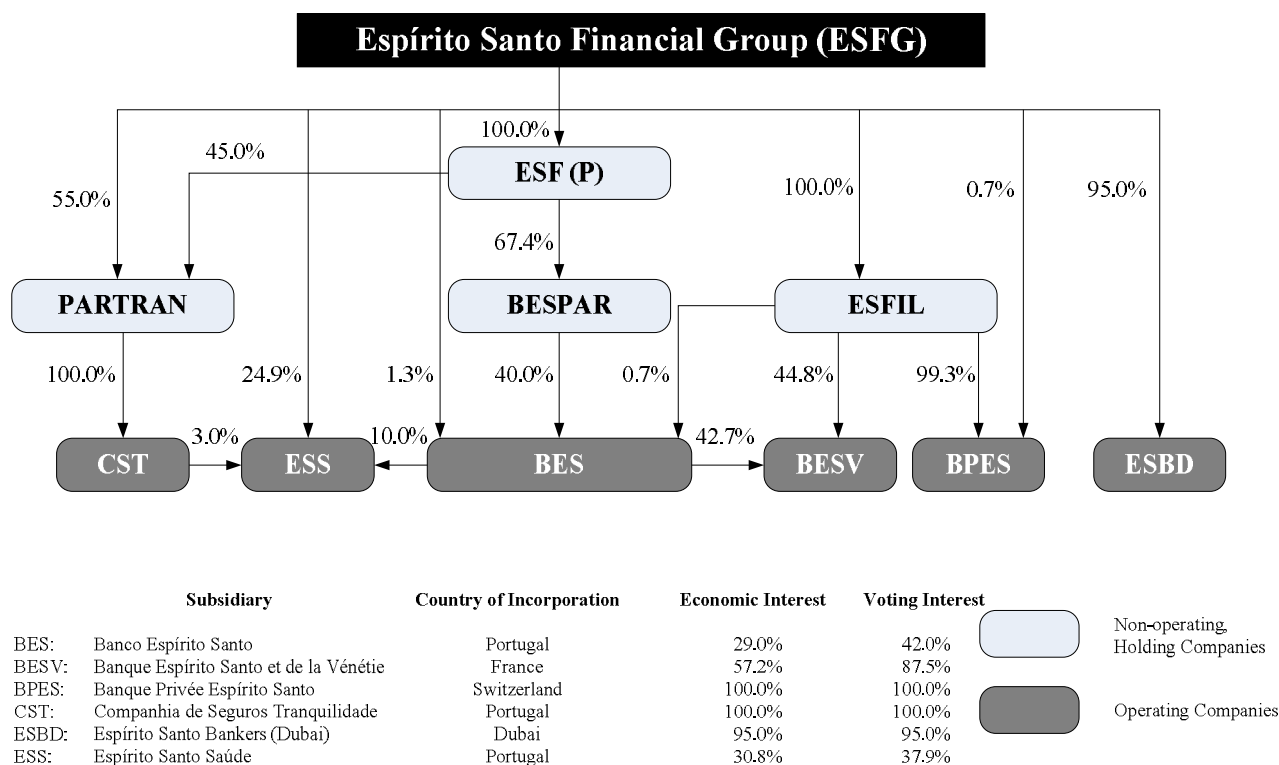 Espírito Santo Financial Group (ESFG)
100.0%
45.0%
ESF (P)
55.0%
100.0%
0.7%
95.0%
67.4%
PARTRAN
BESPAR
ESFIL
100.0%
24.9%
1.3%
40.0%
0.7%
44.8%
99.3%
3.0%
10.0%
42.7%
CST
ESS
BES
BESV
BPES
ESBD
Subsidiary Country of Incorporation Economic Interest Voting Interest
BES: Banco Espírito Santo Portugal 29.0% 42.0%
BESV: Banque Espírito Santo et de la Vénétie France 57.2% 87.5%
BPES: Banque Privée Espírito Santo Switzerland 100.0% 100.0%
CST: Companhia de Seguros Tranquilidade Portugal 100.0% 100.0%
ESBD: Espírito Santo Bankers (Dubai) Dubai 95.0% 95.0%
ESS: Espírito Santo Saúde Portugal 30.8% 37.9%
Non-operating,
Holding Companies
Operating Companies